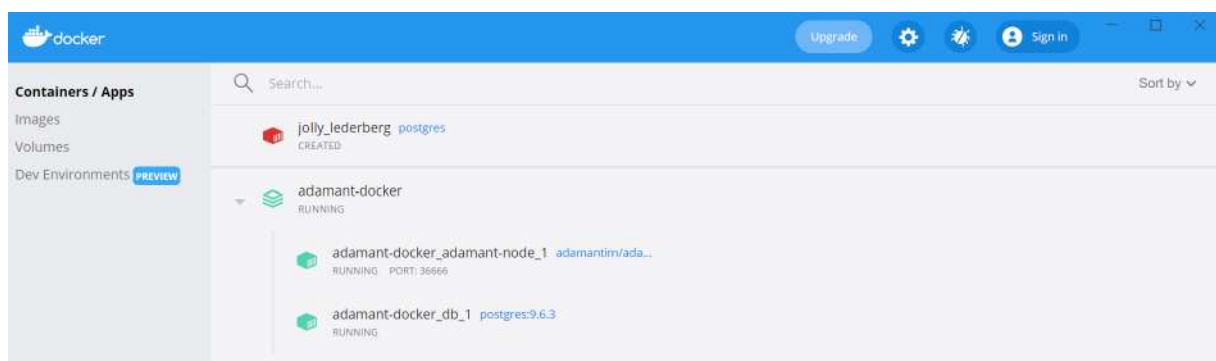 docker
Upgrade
Sign in
Containers / Apps
Images
Volumes
Dev Environments PREVIEW
Search...
Sort by
jolly_lederberg postgres
CREATED
adamant-docker
RUNNING
adamant-docker_adamant-node_1 adamantim/ada...
RUNNING PORT: 36666
adamant-docker_db_1 postgres:9.6.3
RUNNING